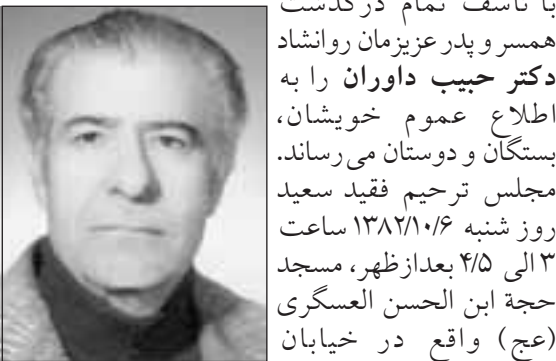 با تأسف تمام درگذشت
همسر و پدر عزیزمان روانشاد
دکتر حبیب داوران را به
اطلاع عموم خویشان،
بستگان و دوستان می‌رساند.
مجلس ترحیم فقید سعید
روز شنبه ۱۳۸۲/۱۰/۶ ساعت
۳ الی ۴/۵ بعدازظهر، مسجد
حجة ابن الحسن العسگری
(عج) واقع در خیابان